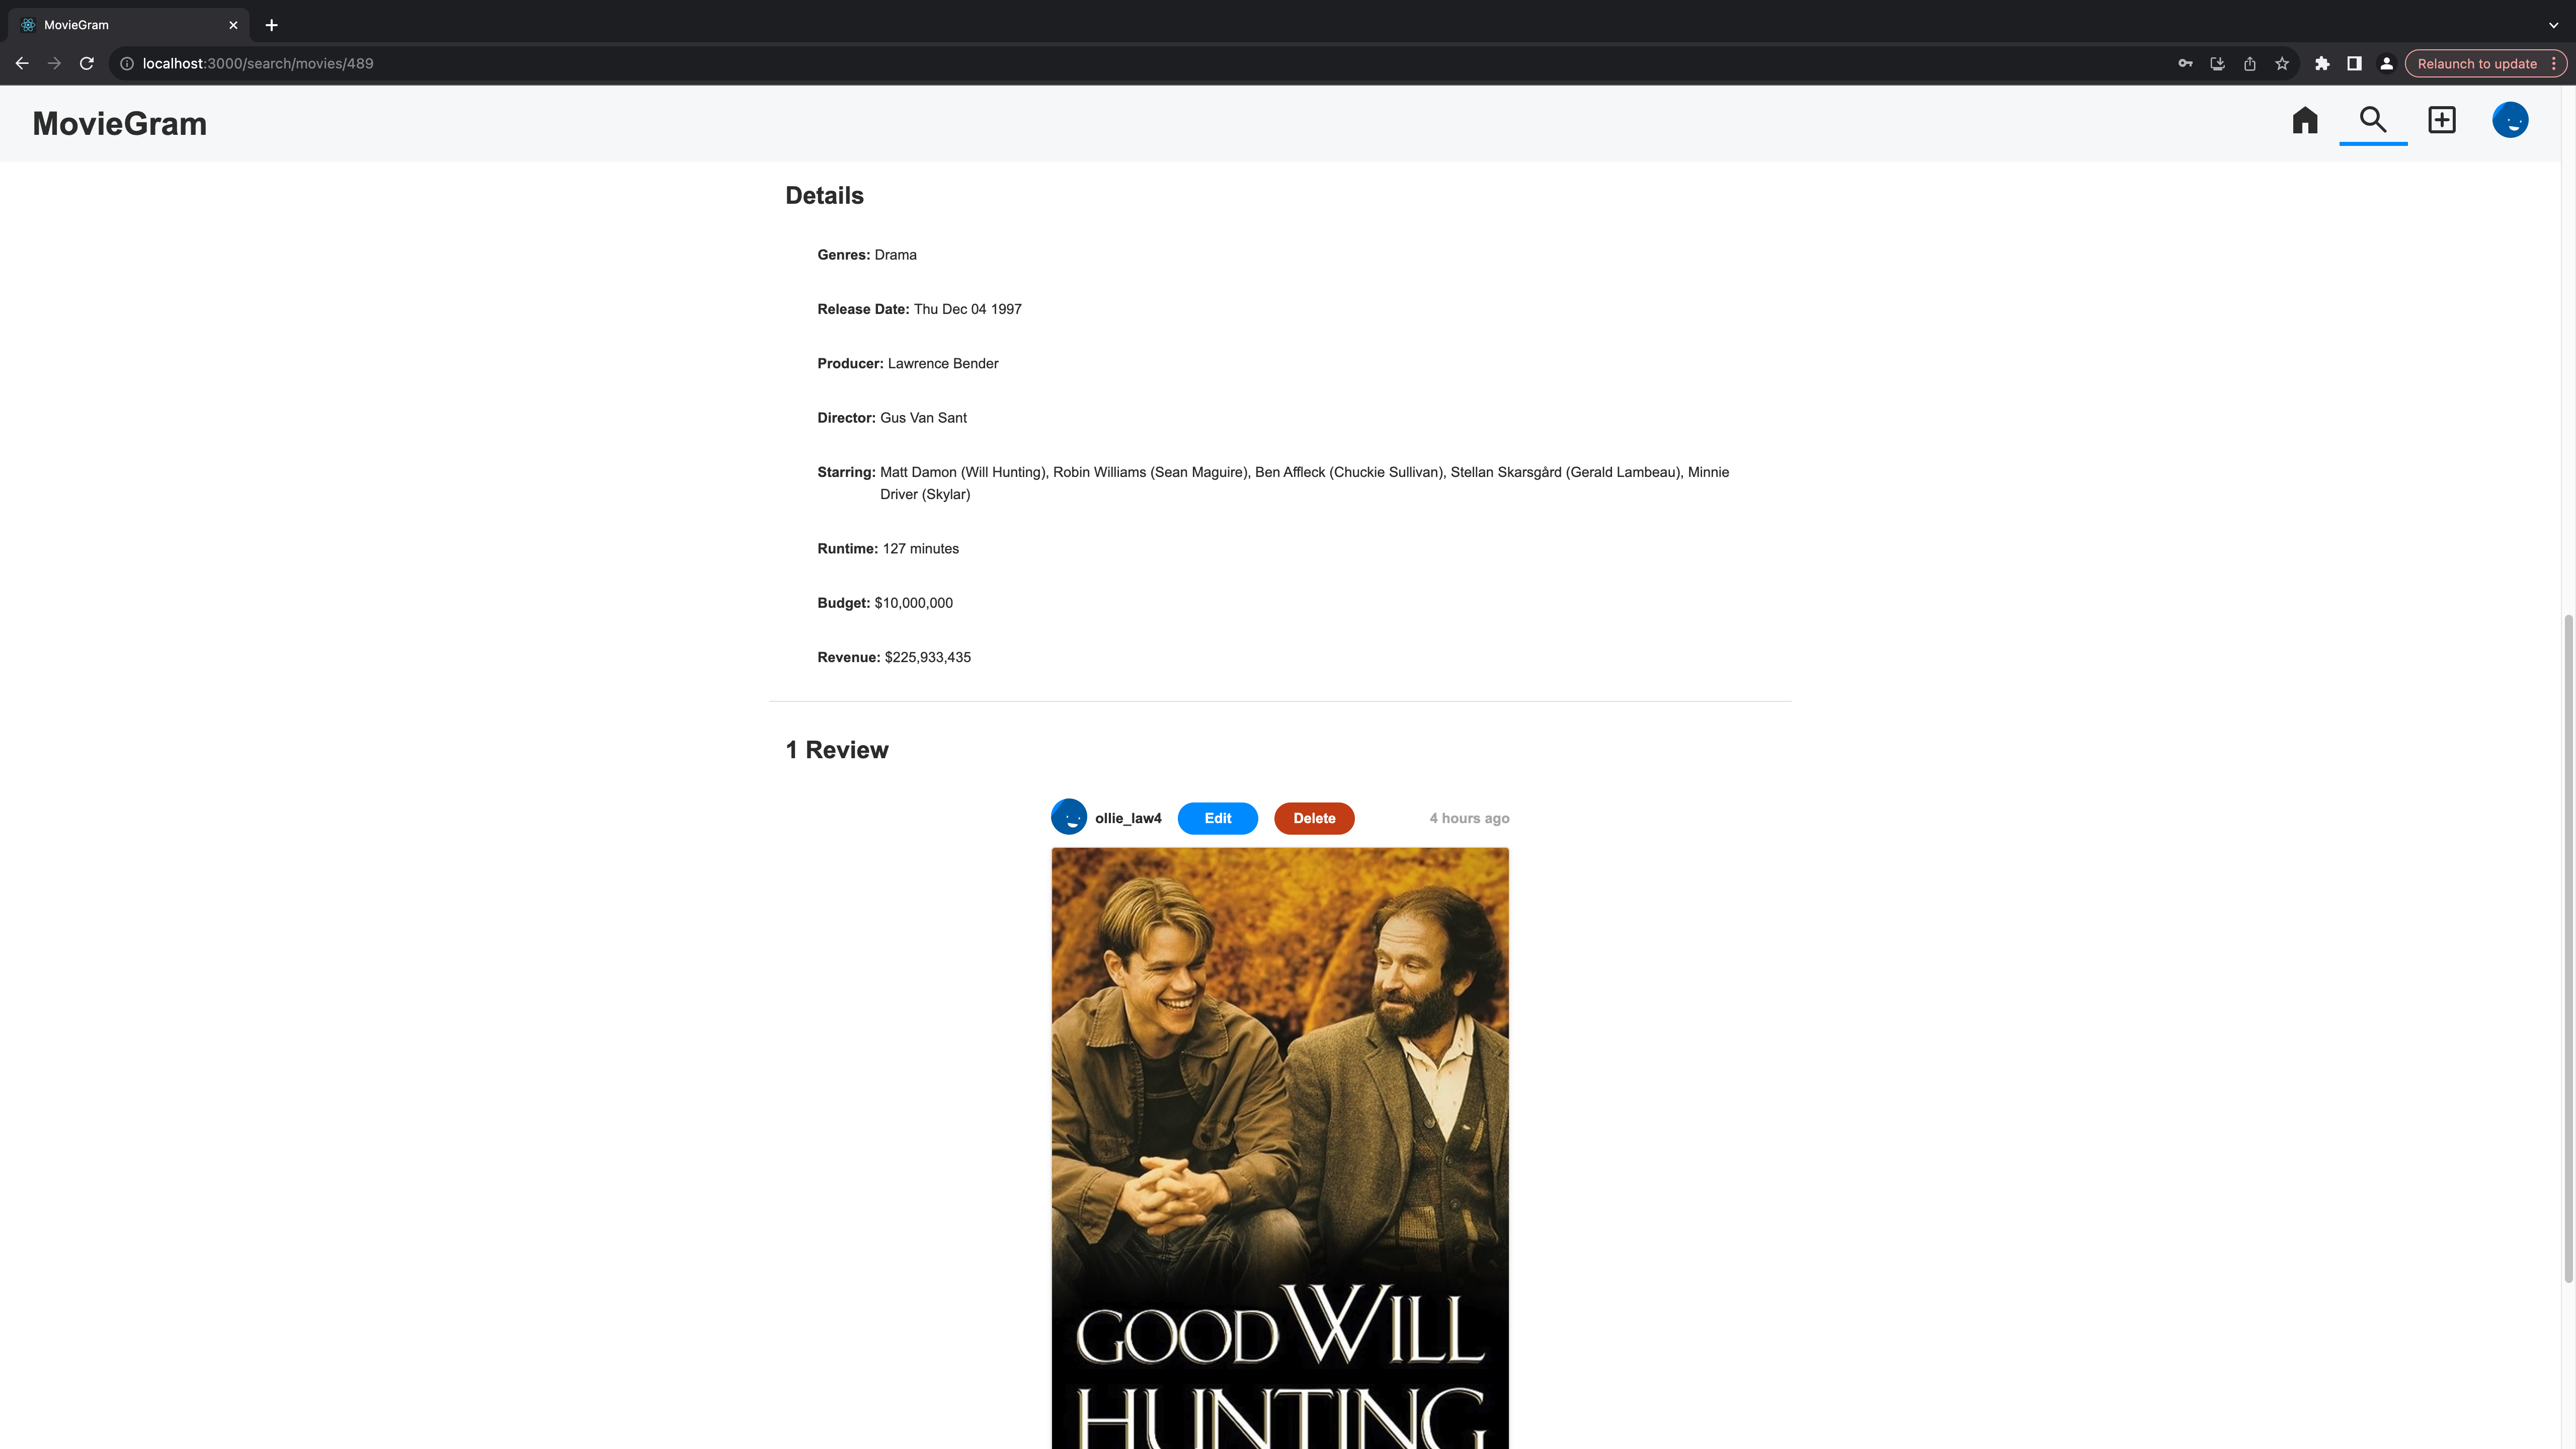 MovieGram
localhost:3000/search/movies/489
Relaunch to update
MovieGram
Details
Genres: Drama
Release Date: Thu Dec 04 1997
Producer: Lawrence Bender
Director: Gus Van Sant
Starring: Matt Damon (Will Hunting), Robin Williams (Sean Maguire), Ben Affleck (Chuckie Sullivan), Stellan Skarsgård (Gerald Lambeau), Minnie
Driver (Skylar)
Runtime: 127 minutes
Budget: $10,000,000
Revenue: $225,933,435
1 Review
ollie_law4 Edit Delete 4 hours ago
GOOD WILL
HUNTING